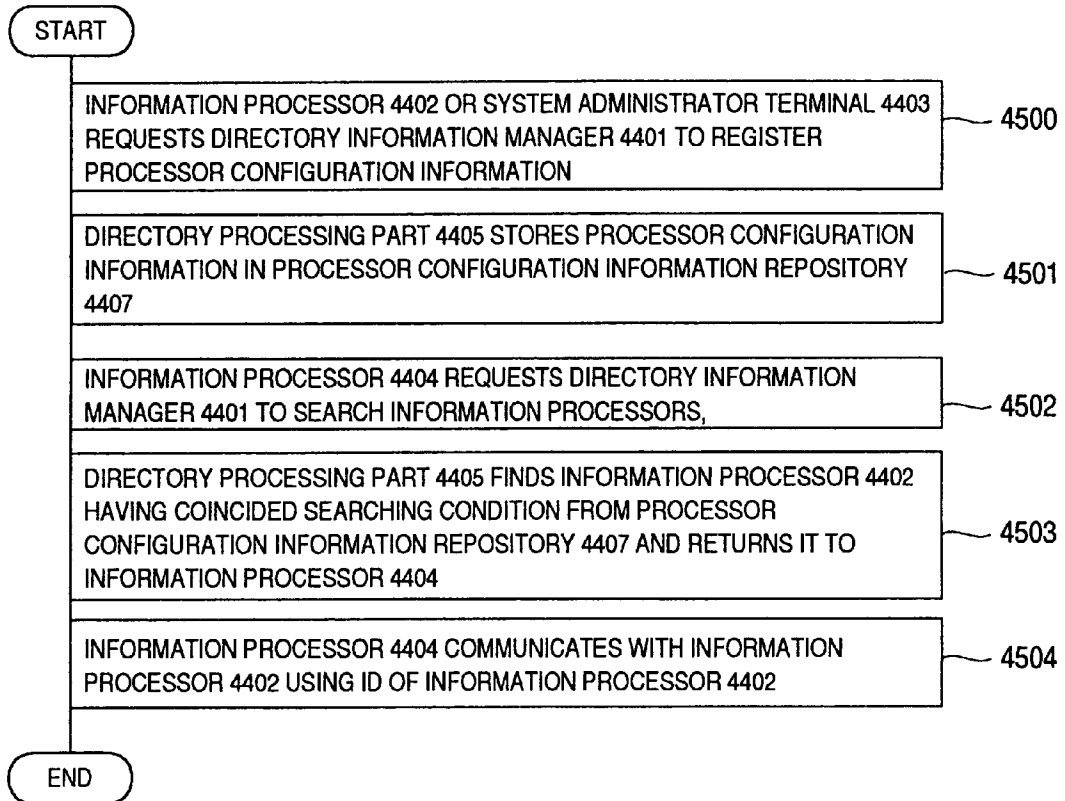 START
INFORMATION PROCESSOR 4402 OR SYSTEM ADMINISTRATOR TERMINAL 4403
REQUESTS DIRECTORY INFORMATION MANAGER 4401 TO REGISTER
PROCESSOR CONFIGURATION INFORMATION
4500
DIRECTORY PROCESSING PART 4405 STORES PROCESSOR CONFIGURATION
INFORMATION IN PROCESSOR CONFIGURATION INFORMATION REPOSITORY
4407
4501
INFORMATION PROCESSOR 4404 REQUESTS DIRECTORY INFORMATION
MANAGER 4401 TO SEARCH INFORMATION PROCESSORS,
4502
DIRECTORY PROCESSING PART 4405 FINDS INFORMATION PROCESSOR 4402
HAVING COINCIDED SEARCHING CONDITION FROM PROCESSOR
CONFIGURATION INFORMATION REPOSITORY 4407 AND RETURNS IT TO
INFORMATION PROCESSOR 4404
4503
INFORMATION PROCESSOR 4404 COMMUNICATES WITH INFORMATION
PROCESSOR 4402 USING ID OF INFORMATION PROCESSOR 4402
4504
END